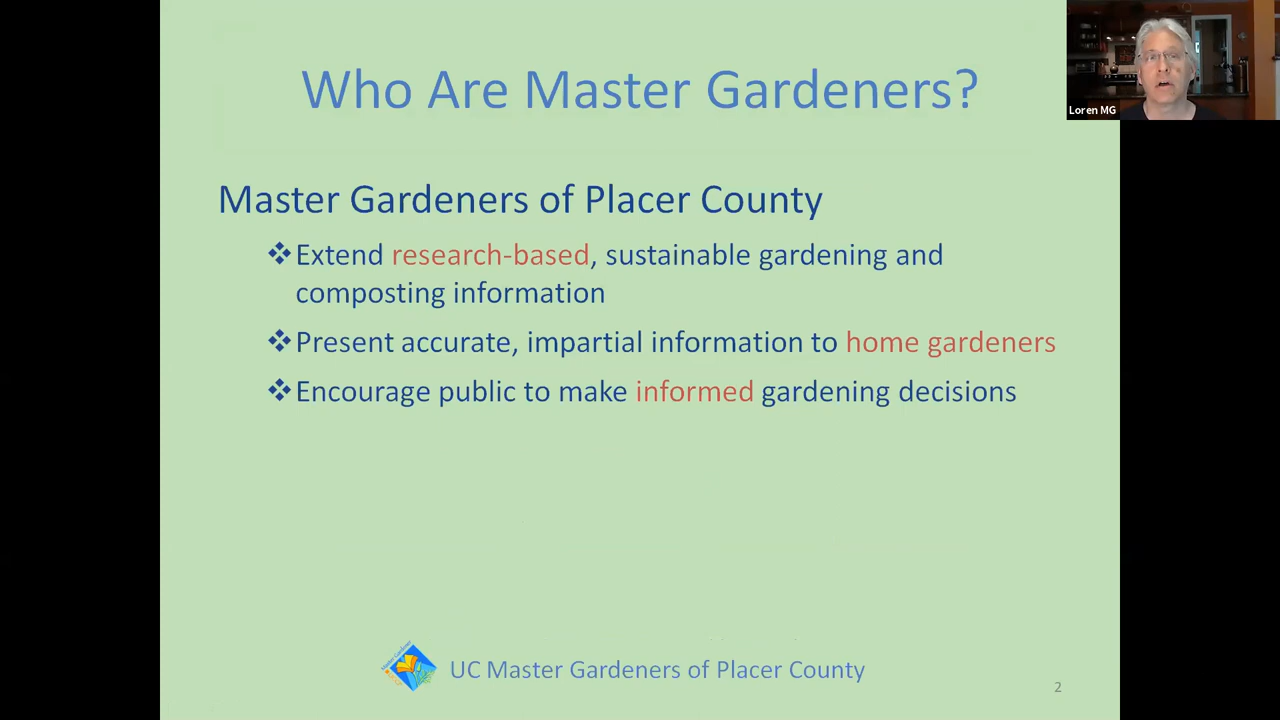 Who Are Master Gardeners?
Loren MG
Master Gardeners of Placer County
❖Extend research-based, sustainable gardening and
composting information
❖Present accurate, impartial information to home gardeners
❖Encourage public to make informed gardening decisions
Master Gardener
UC Master Gardeners of Placer County
2